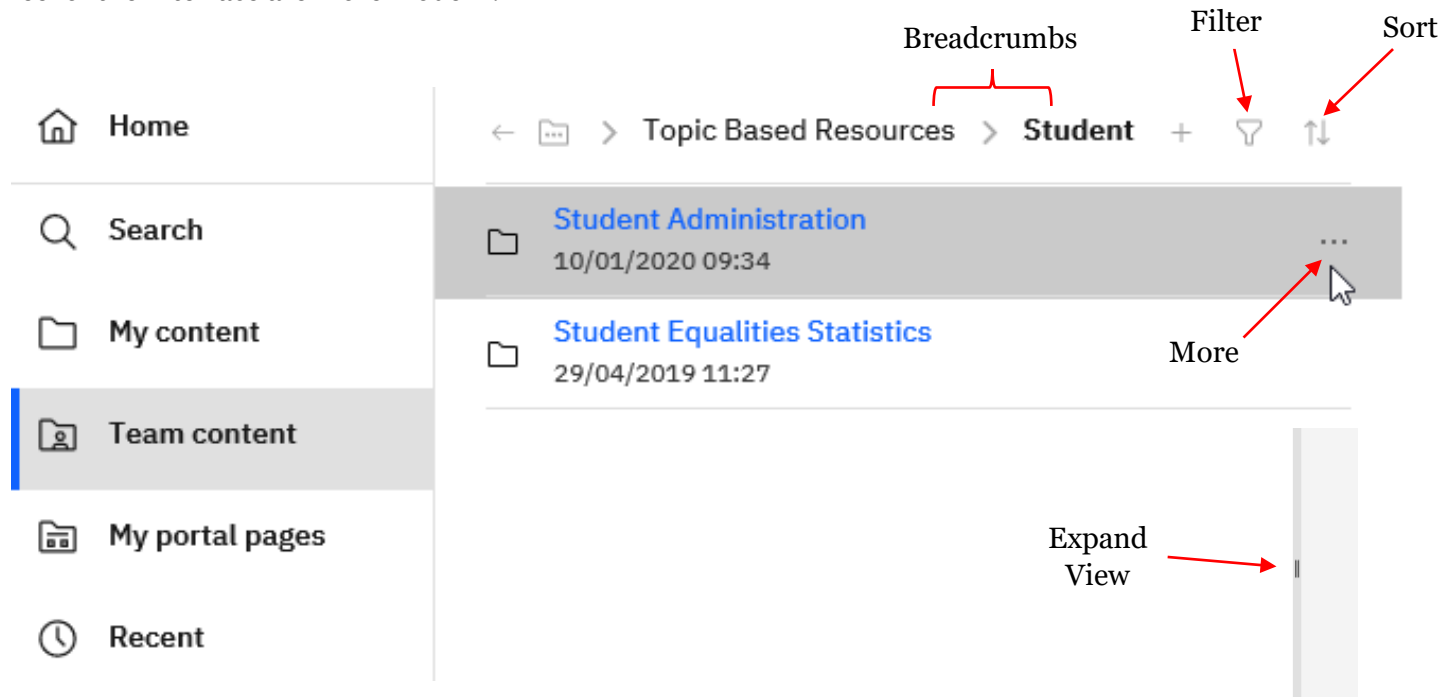 Filter
Sort
Breadcrumbs
Home
> Topic Based Resources > Student +
Search
Student Administration
10/01/2020 09:34
...
My content
Student Equalities Statistics
29/04/2019 11:27
More
Team content
My portal pages
Expand
View
Recent